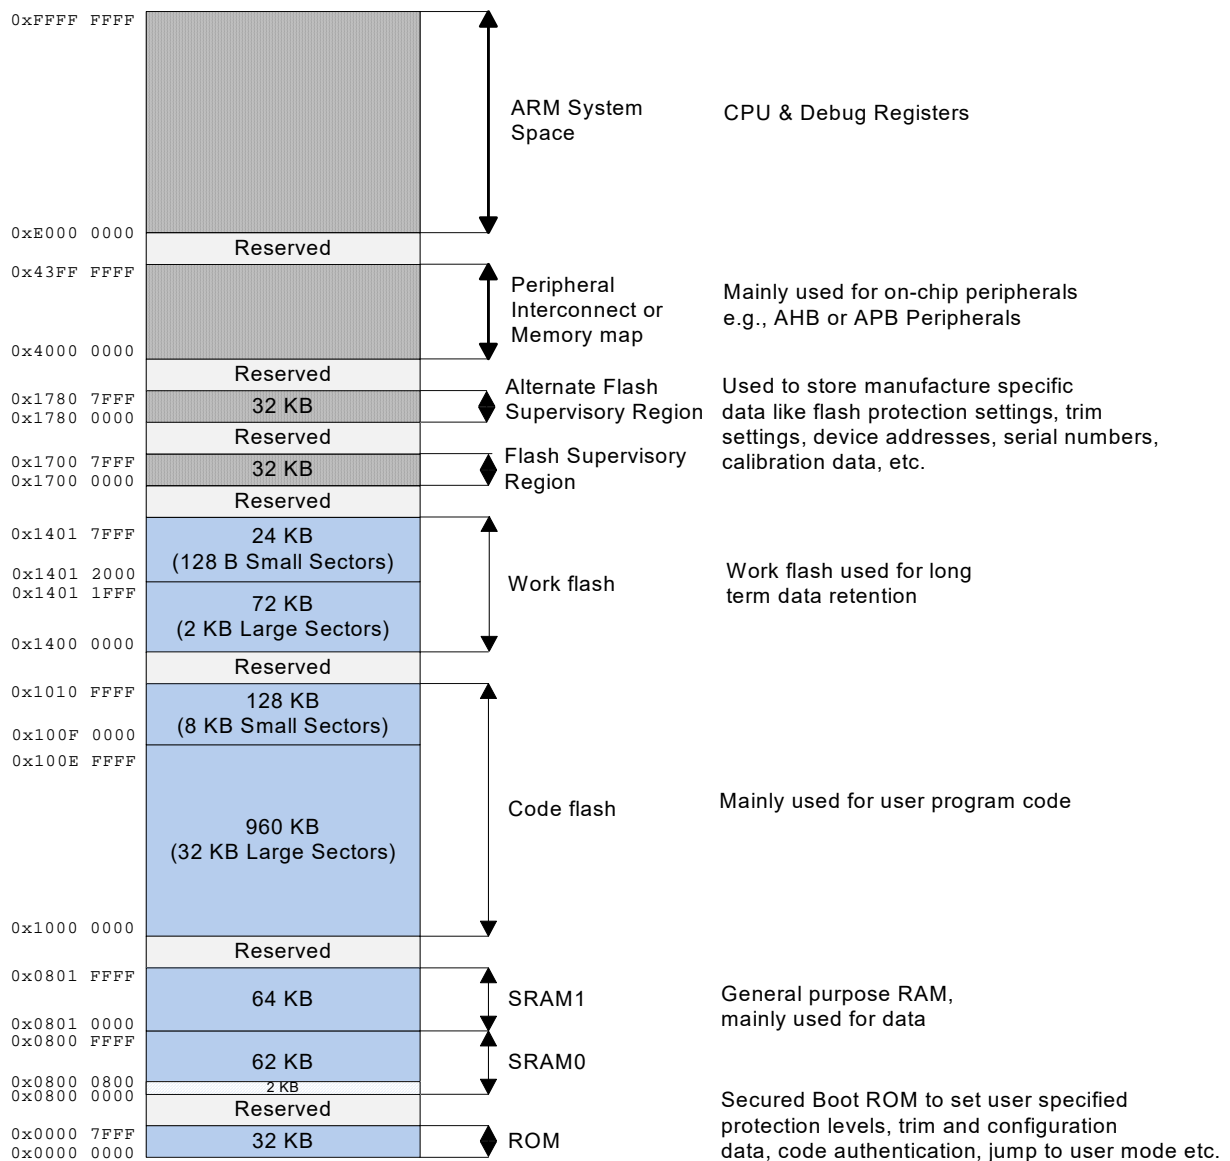 0xFFFF FFFF
ARM System
Space
CPU & Debug Registers
0xE000 0000
Reserved
0x43FF FFFF
Peripheral
Interconnect or
Memory map
Mainly used for on-chip peripherals
e.g., AHB or APB Peripherals
0x4000 0000
Reserved
0x1780 7FFF
32 KB
0x1780 0000
Alternate Flash
Supervisory Region
Used to store manufacture specific
data like flash protection settings, trim
settings, device addresses, serial numbers,
calibration data, etc.
Reserved
0x1700 7FFF
32 KB
0x1700 0000
Flash Supervisory
Region
Reserved
0x1401 7FFF
24 KB
(128 B Small Sectors)
0x1401 2000
0x1401 1FFF
72 KB
(2 KB Large Sectors)
0x1400 0000
Work flash
Work flash used for long
term data retention
Reserved
0x1010 FFFF
128 KB
(8 KB Small Sectors)
0x100F 0000
0x100E FFFF
960 KB
(32 KB Large Sectors)
0x1000 0000
Code flash
Mainly used for user program code
Reserved
0x0801 FFFF
64 KB
0x0801 0000
SRAM1
General purpose RAM,
mainly used for data
0x0800 FFFF
62 KB
0x0800 0800
2 KB
0x0800 0000
SRAM0
Reserved
0x0000 7FFF
32 KB
0x0000 0000
ROM
Secured Boot ROM to set user specified
protection levels, trim and configuration
data, code authentication, jump to user mode etc.